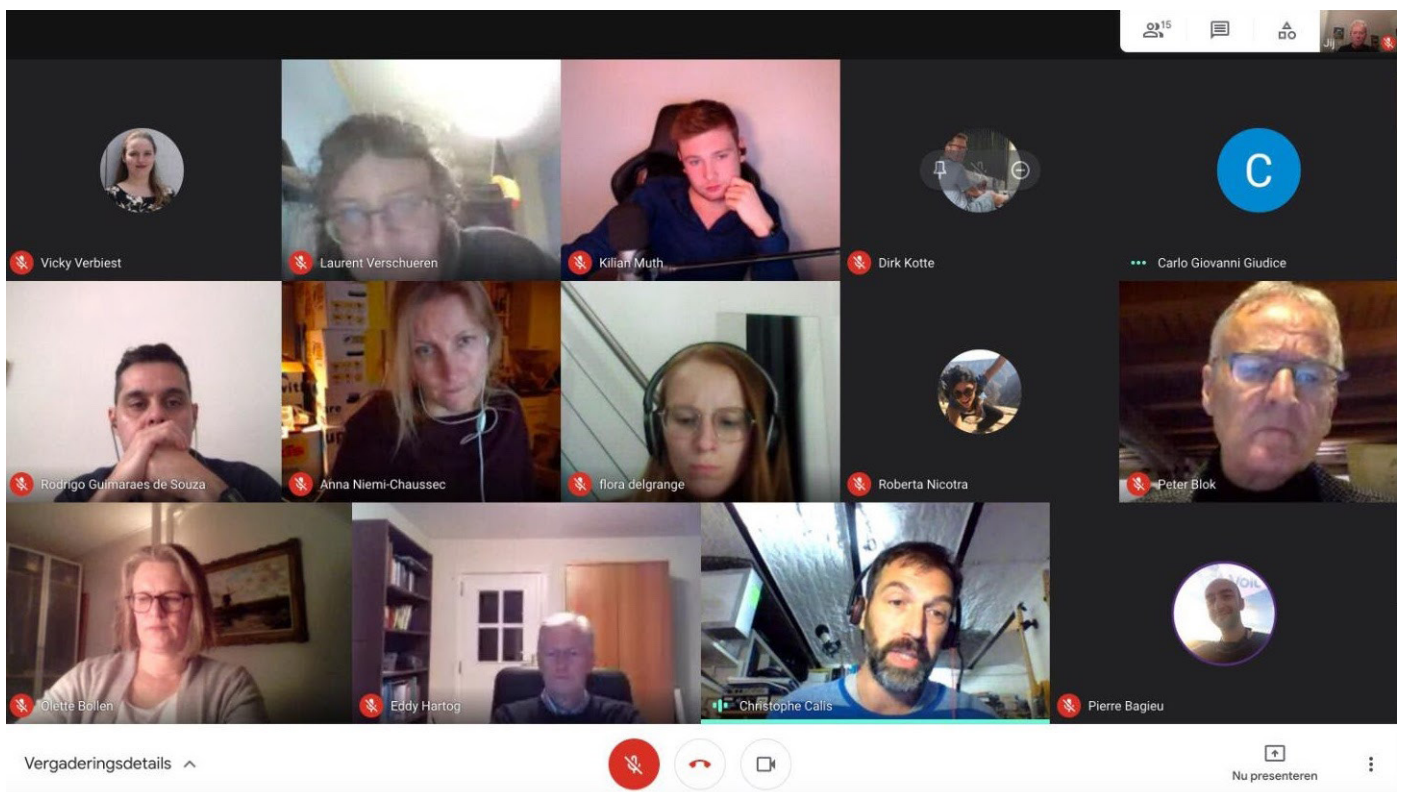 15
Jij
Vicky Verbiest
Laurent Verschueren
Kilian Muth
Dirk Kotte
C
Carlo Giovanni Giudice
Rodrigo Guimaraes de Souza
Anna Niemi-Chaussec
flora delgrange
Roberta Nicotra
Peter Blok
Olette Bollen
Eddy Hartog
Christophe Calis
Pierre Bagieu
Vergaderingsdetails
Nu presenteren